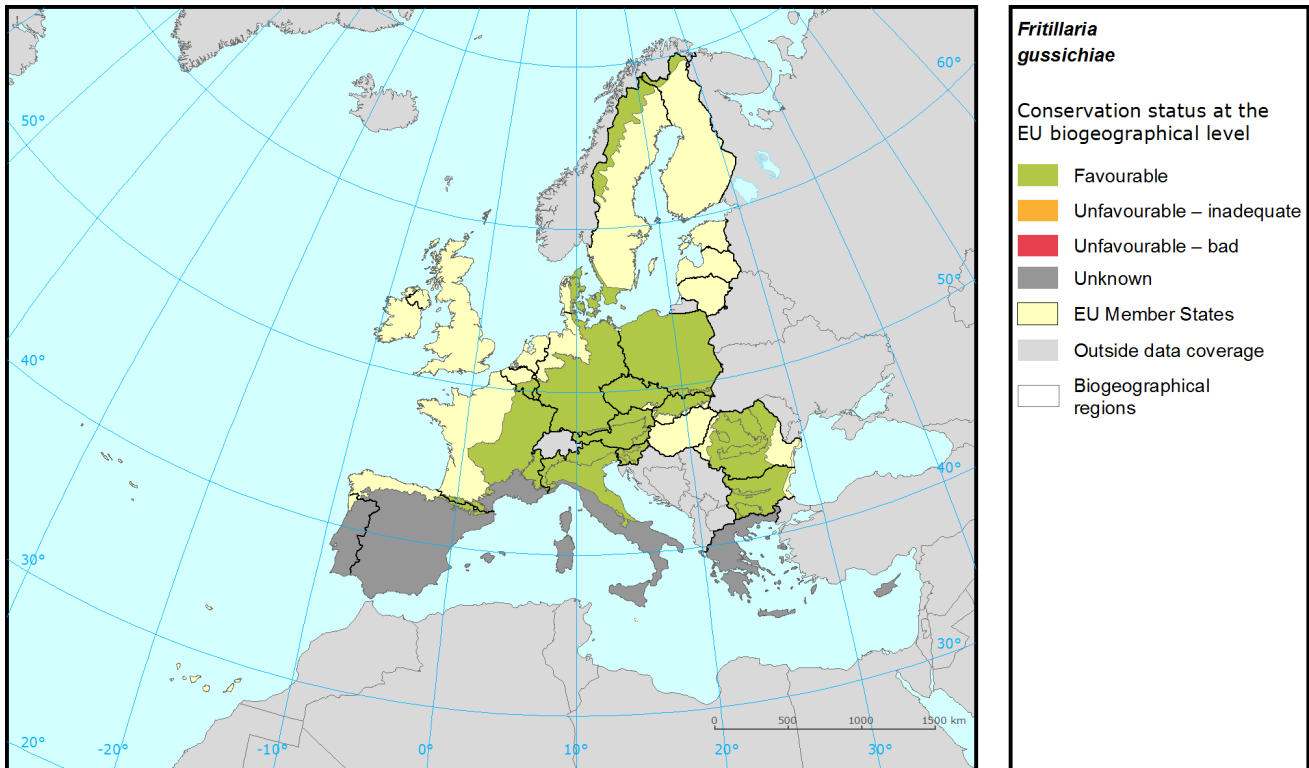 60°
50°
50°
40°
40°
30°
30°
20°
-20°
-10°
0°
10°
20°
30°
0 500 1000 1500 km
Fritillaria
gussichiae
Conservation status at the
EU biogeographical level
Favourable
Unfavourable – inadequate
Unfavourable – bad
Unknown
EU Member States
Outside data coverage
Biogeographical
regions